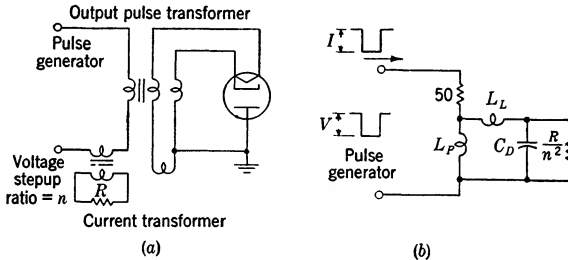 Output pulse transformer
Pulse
generator
Voltage
stepup
ratio = n
R
Current transformer
(a)
I
50
L_L
V
L_P
C_D
R/n²
Pulse
generator
(b)